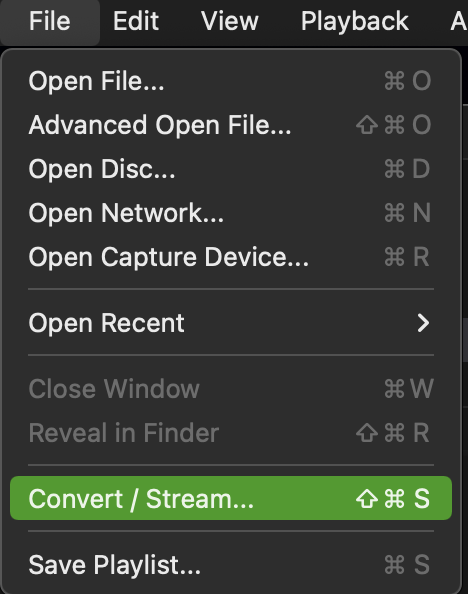 File Edit View Playback A
Open File... ⌘ O
Advanced Open File... ⇧ ⌘ O
Open Disc... ⌘ D
Open Network... ⌘ N
Open Capture Device... ⌘ R
Open Recent
Close Window ⌘ W
Reveal in Finder ⇧ ⌘ R
Convert / Stream... ⇧ ⌘ S
Save Playlist... ⌘ S